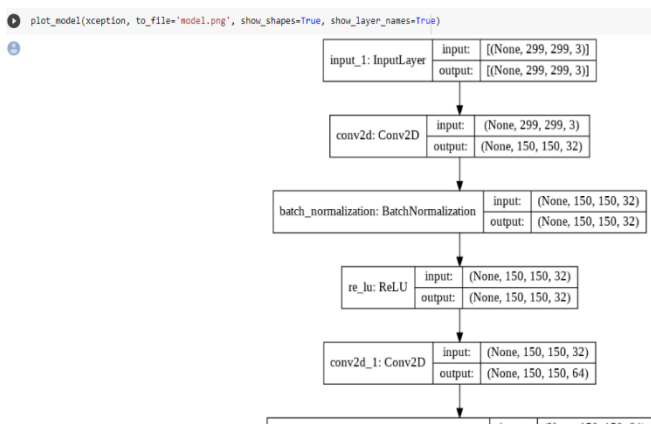 plot_model(xception, to_file='model.png', show_shapes=True, show_layer_names=True)
input_1: InputLayer
input: [(None, 299, 299, 3)]
output: [(None, 299, 299, 3)]
conv2d: Conv2D
input: (None, 299, 299, 3)
output: (None, 150, 150, 32)
batch_normalization: BatchNormalization
input: (None, 150, 150, 32)
output: (None, 150, 150, 32)
re_lu: ReLU
input: (None, 150, 150, 32)
output: (None, 150, 150, 32)
conv2d_1: Conv2D
input: (None, 150, 150, 32)
output: (None, 150, 150, 64)